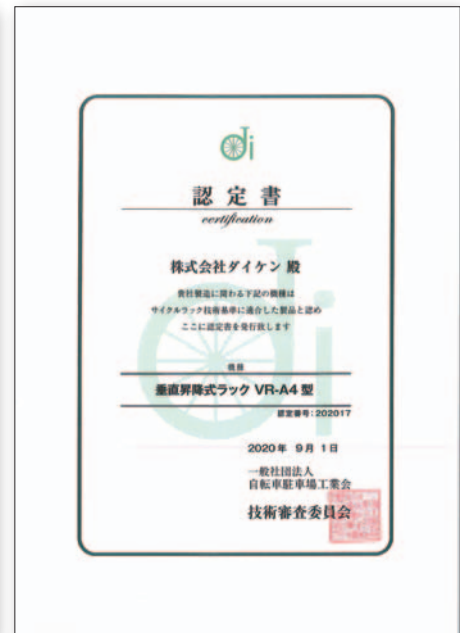 認定書
certification
株式会社ダイケン 殿
貴社製造に関わる下記の機種は
サイクルラック技術基準に適合した製品と認め
ここに認定書を発行致します
機種
垂直昇降式ラック VR-A4 型
認定番号:202017
2020年 9月 1日
一般社団法人
自転車駐車場工業会
技術審査委員会